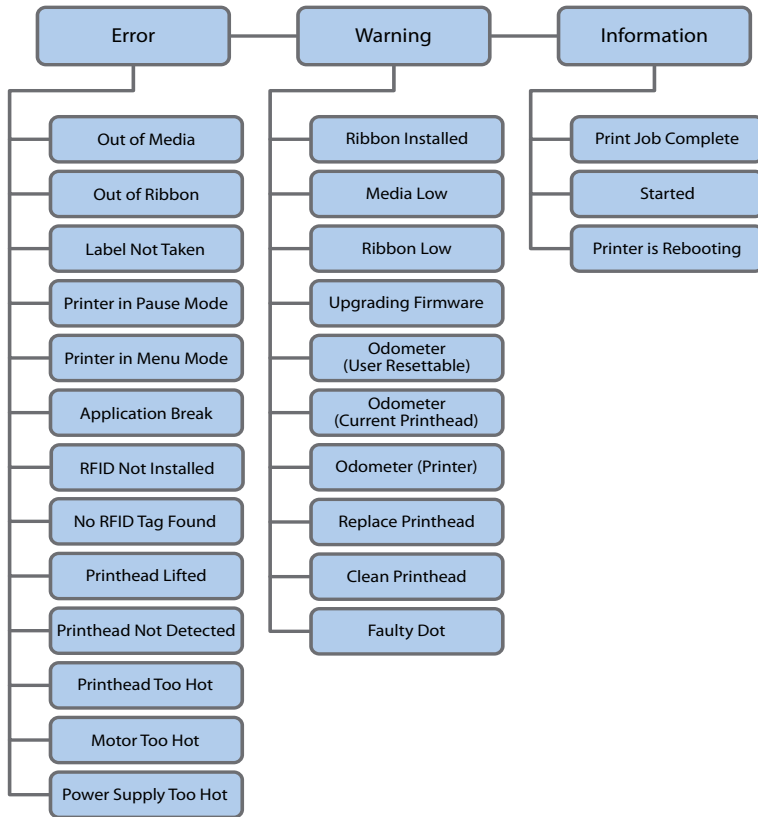 Error
Warning
Information
Out of Media
Out of Ribbon
Label Not Taken
Printer in Pause Mode
Printer in Menu Mode
Application Break
RFID Not Installed
No RFID Tag Found
Printhead Lifted
Printhead Not Detected
Printhead Too Hot
Motor Too Hot
Power Supply Too Hot
Ribbon Installed
Media Low
Ribbon Low
Upgrading Firmware
Odometer
(User Resettable)
Odometer
(Current Printhead)
Odometer (Printer)
Replace Printhead
Clean Printhead
Faulty Dot
Print Job Complete
Started
Printer is Rebooting